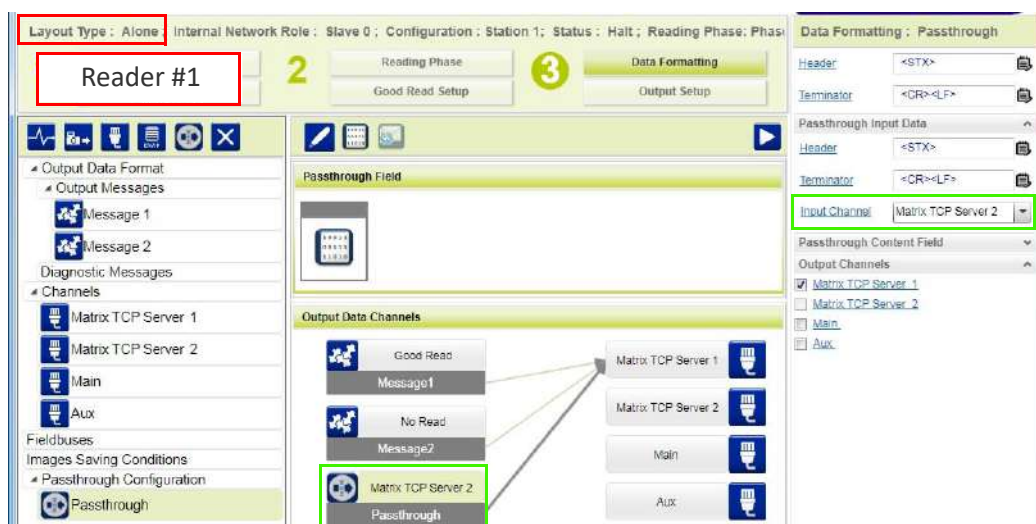 Layout Type : Alone ; Internal Network Role : Slave 0 ; Configuration : Station 1; Status : Halt ; Reading Phase: Phas
Reader #1
2
Reading Phase
Good Read Setup
3
Data Formatting
Output Setup
Output Data Format
Output Messages
Message 1
Message 2
Diagnostic Messages
Channels
Matrix TCP Server 1
Matrix TCP Server 2
Main
Aux
Fieldbuses
Images Saving Conditions
Passthrough Configuration
Passthrough
Passthrough Field
Output Data Channels
Good Read
Message1
No Read
Message2
Matrix TCP Server 2
Passthrough
Matrix TCP Server 1
Matrix TCP Server 2
Main
Aux
Data Formatting : Passthrough
Header <STX>
Terminator <CR><LF>
Passthrough Input Data
Header <STX>
Terminator <CR><LF>
Input Channel Matrix TCP Server 2
Passthrough Content Field
Output Channels
Matrix TCP Server 1
Matrix TCP Server 2
Main
Aux